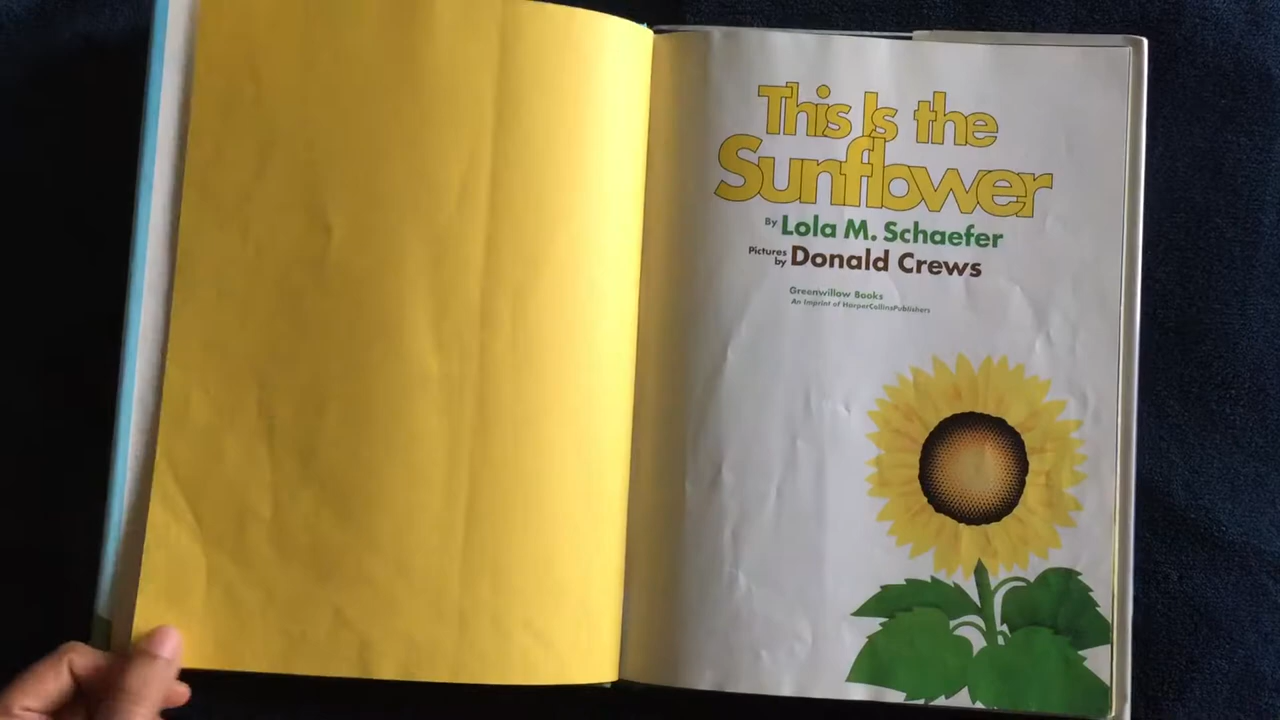 This Is the
Sunflower
By Lola M. Schaefer
Pictures by Donald Crews
Greenwillow Books
An Imprint of HarperCollinsPublishers